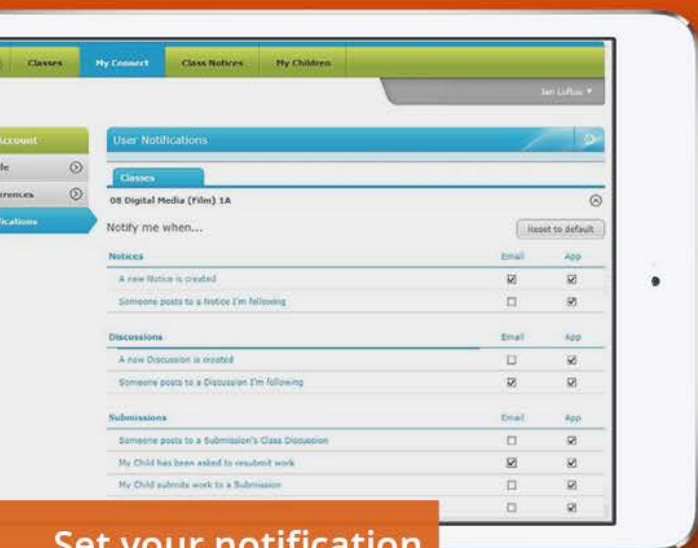 Classes My Connect Class Notices My Children
Account
User Notifications
Classes
08 Digital Media (Film) 1A
Notify me when...
Reset to default
Notices Email App
A new Notice is created
Someone posts to a Notice I'm following
Discussions Email App
A new Discussion is created
Someone posts to a Discussion I'm following
Submissions Email App
Someone posts to a Submission's Class Discussion
My Child has been asked to resubmit work
My Child submits work to a Submission
Set your notification